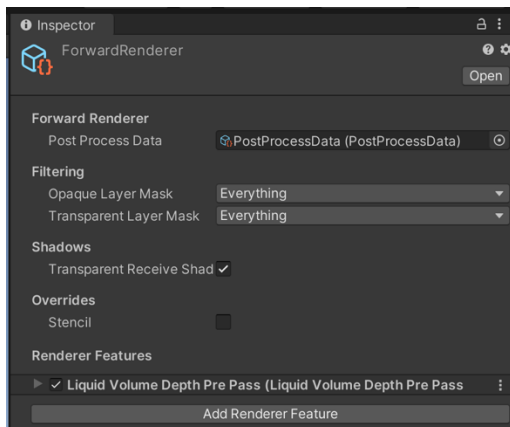 Inspector
ForwardRenderer
Open
Forward Renderer
Post Process Data PostProcessData (PostProcessData)
Filtering
Opaque Layer Mask Everything
Transparent Layer Mask Everything
Shadows
Transparent Receive Shad
Overrides
Stencil
Renderer Features
Liquid Volume Depth Pre Pass (Liquid Volume Depth Pre Pass
Add Renderer Feature